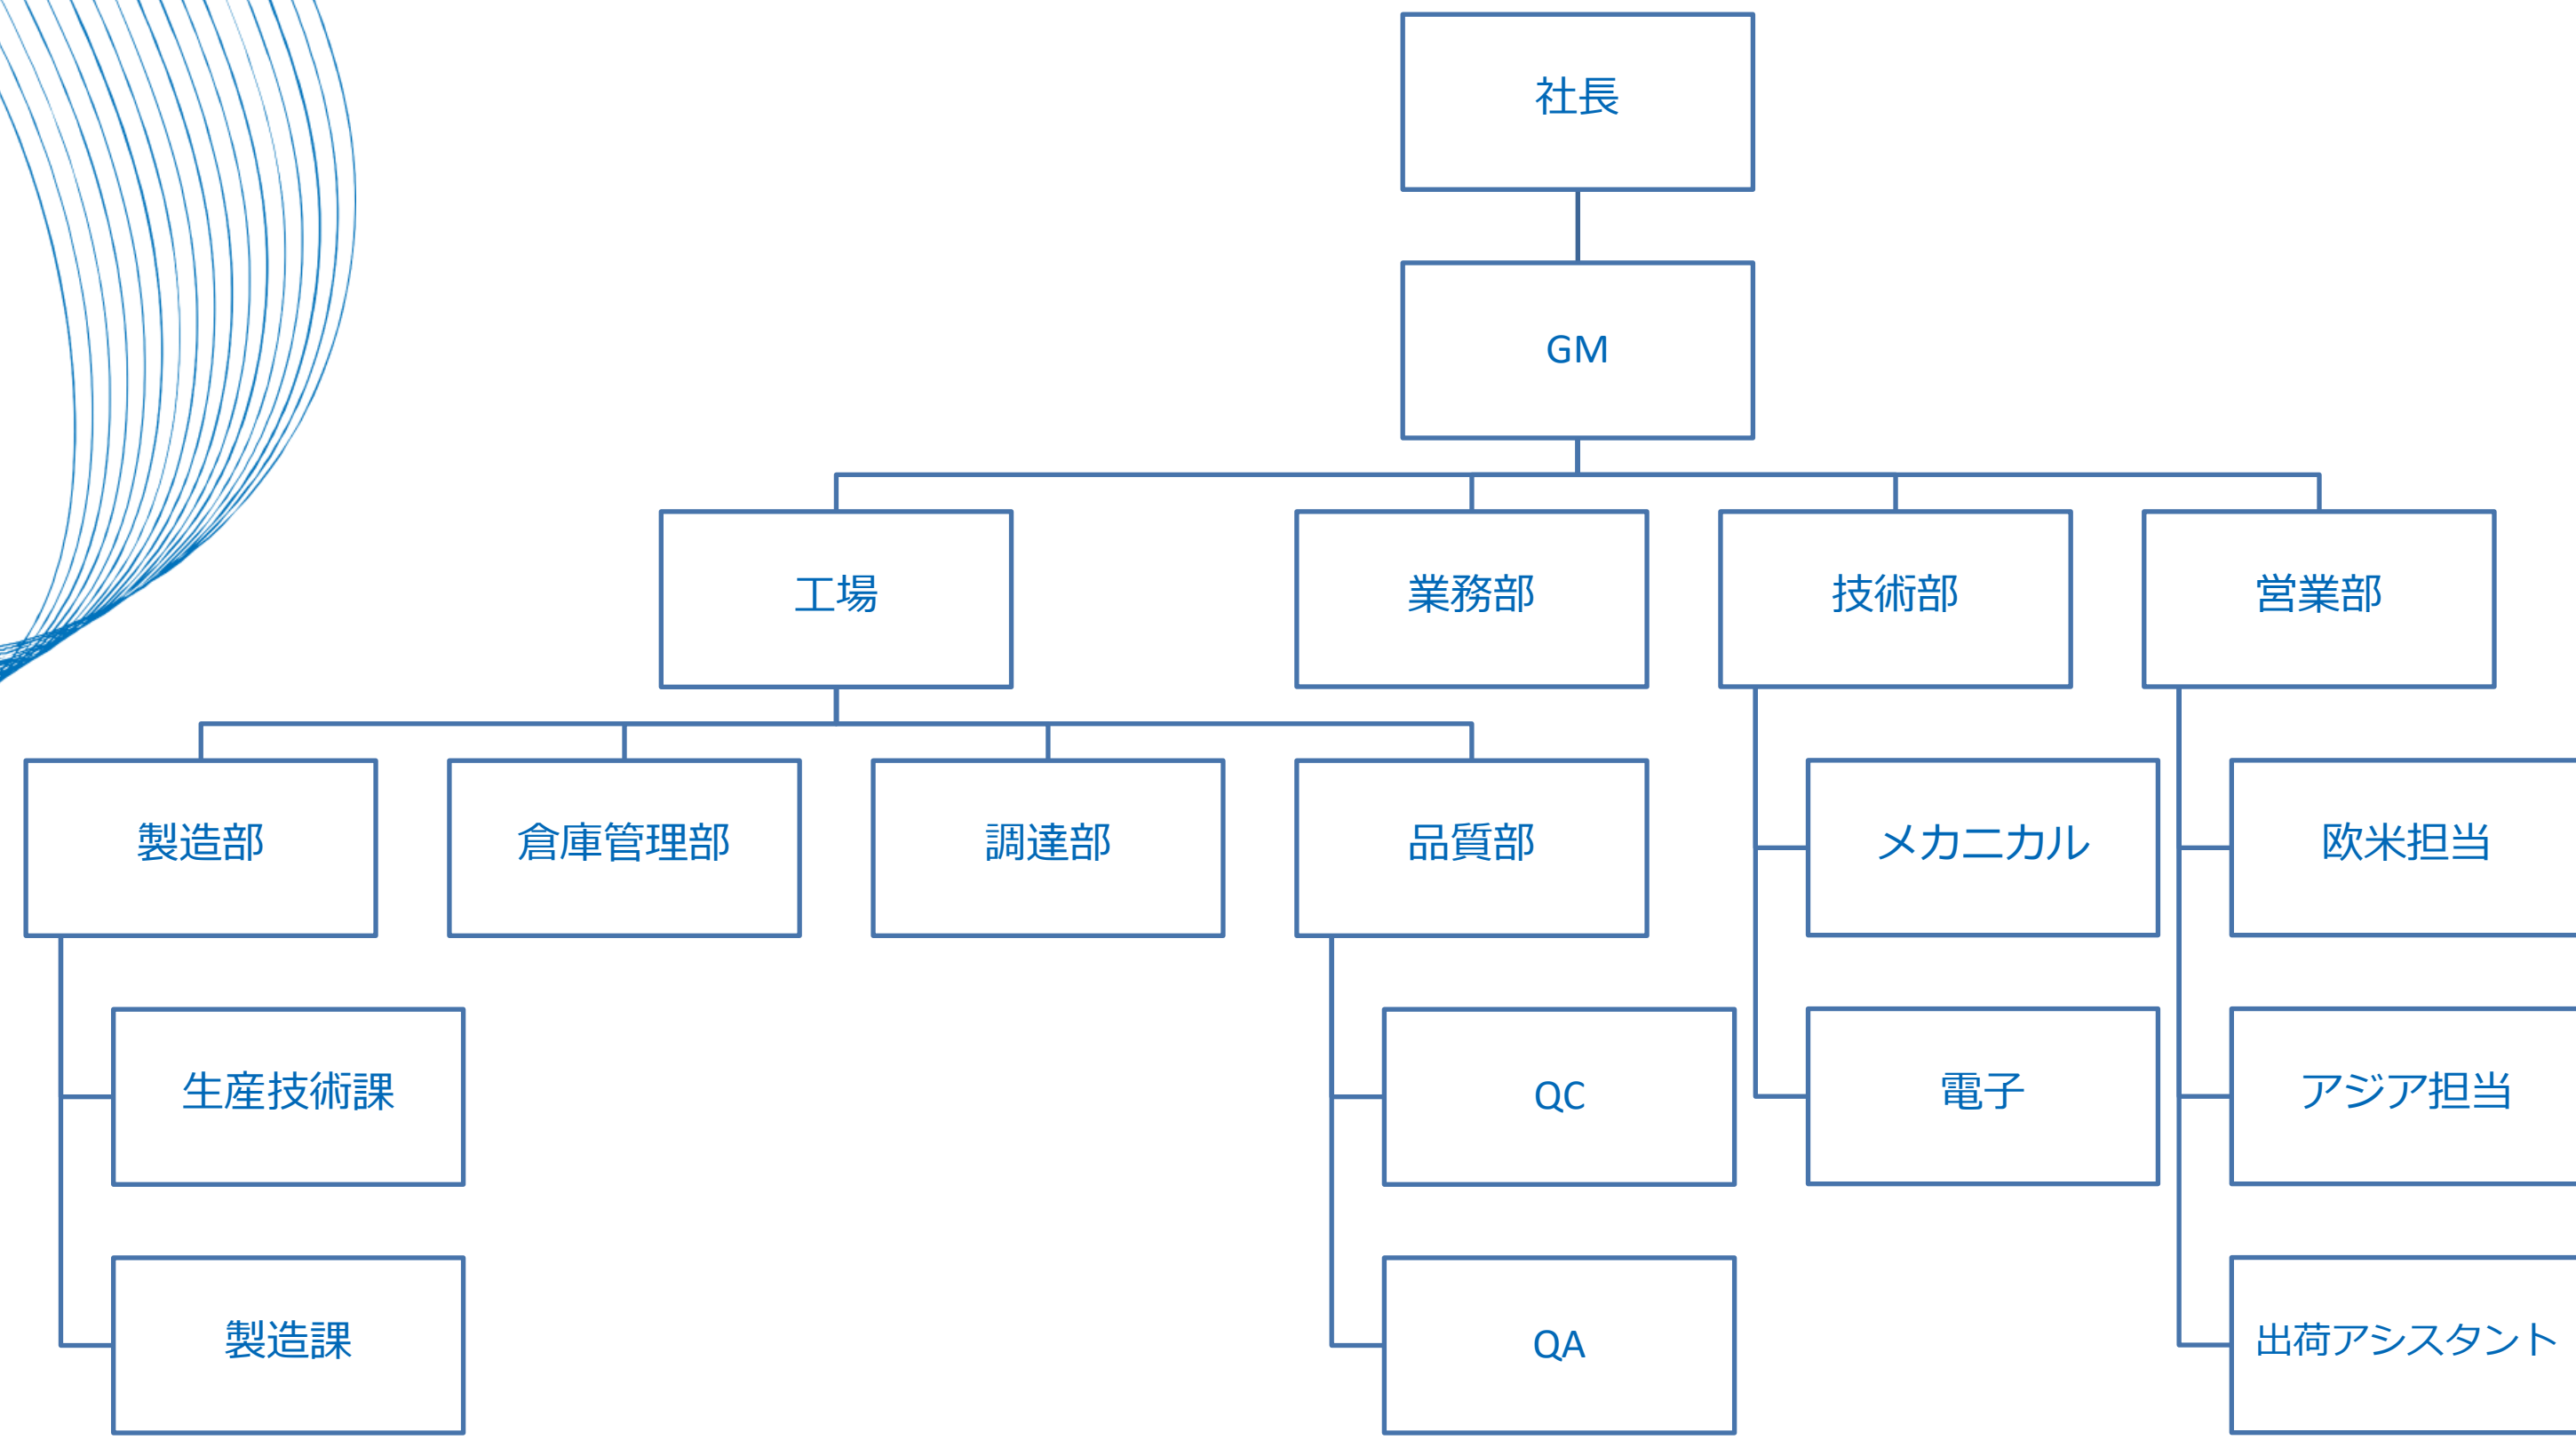 社長
GM
工場
業務部
技術部
営業部
製造部
倉庫管理部
調達部
品質部
メカニカル
欧米担当
生産技術課
QC
電子
アジア担当
製造課
QA
出荷アシスタント